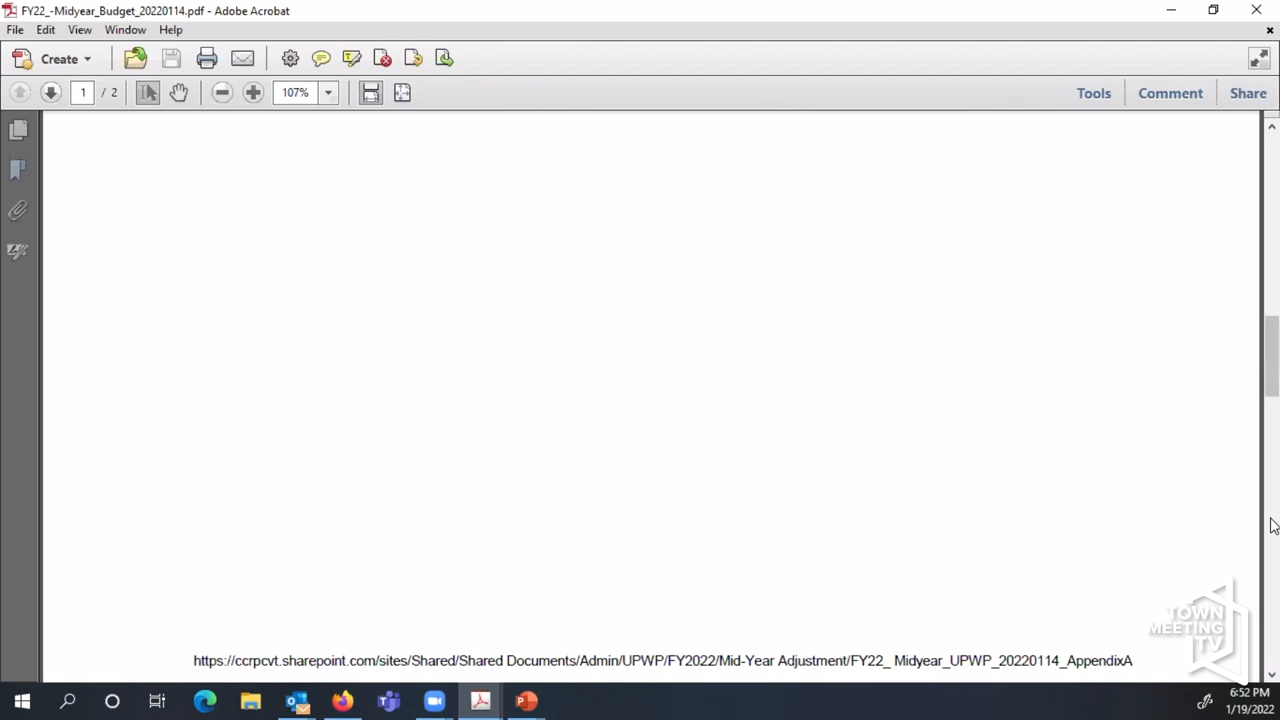 FY22_-Midyear_Budget_20220114.pdf - Adobe Acrobat
File Edit View Window Help
Create
1 / 2 107% Tools Comment Share
https://ccrpcvt.sharepoint.com/sites/Shared/Shared Documents/Admin/UPWP/FY2022/Mid-Year Adjustment/FY22_ Midyear_UPWP_20220114_AppendixA
TOWN
MEETING
TV
6:52 PM
1/19/2022